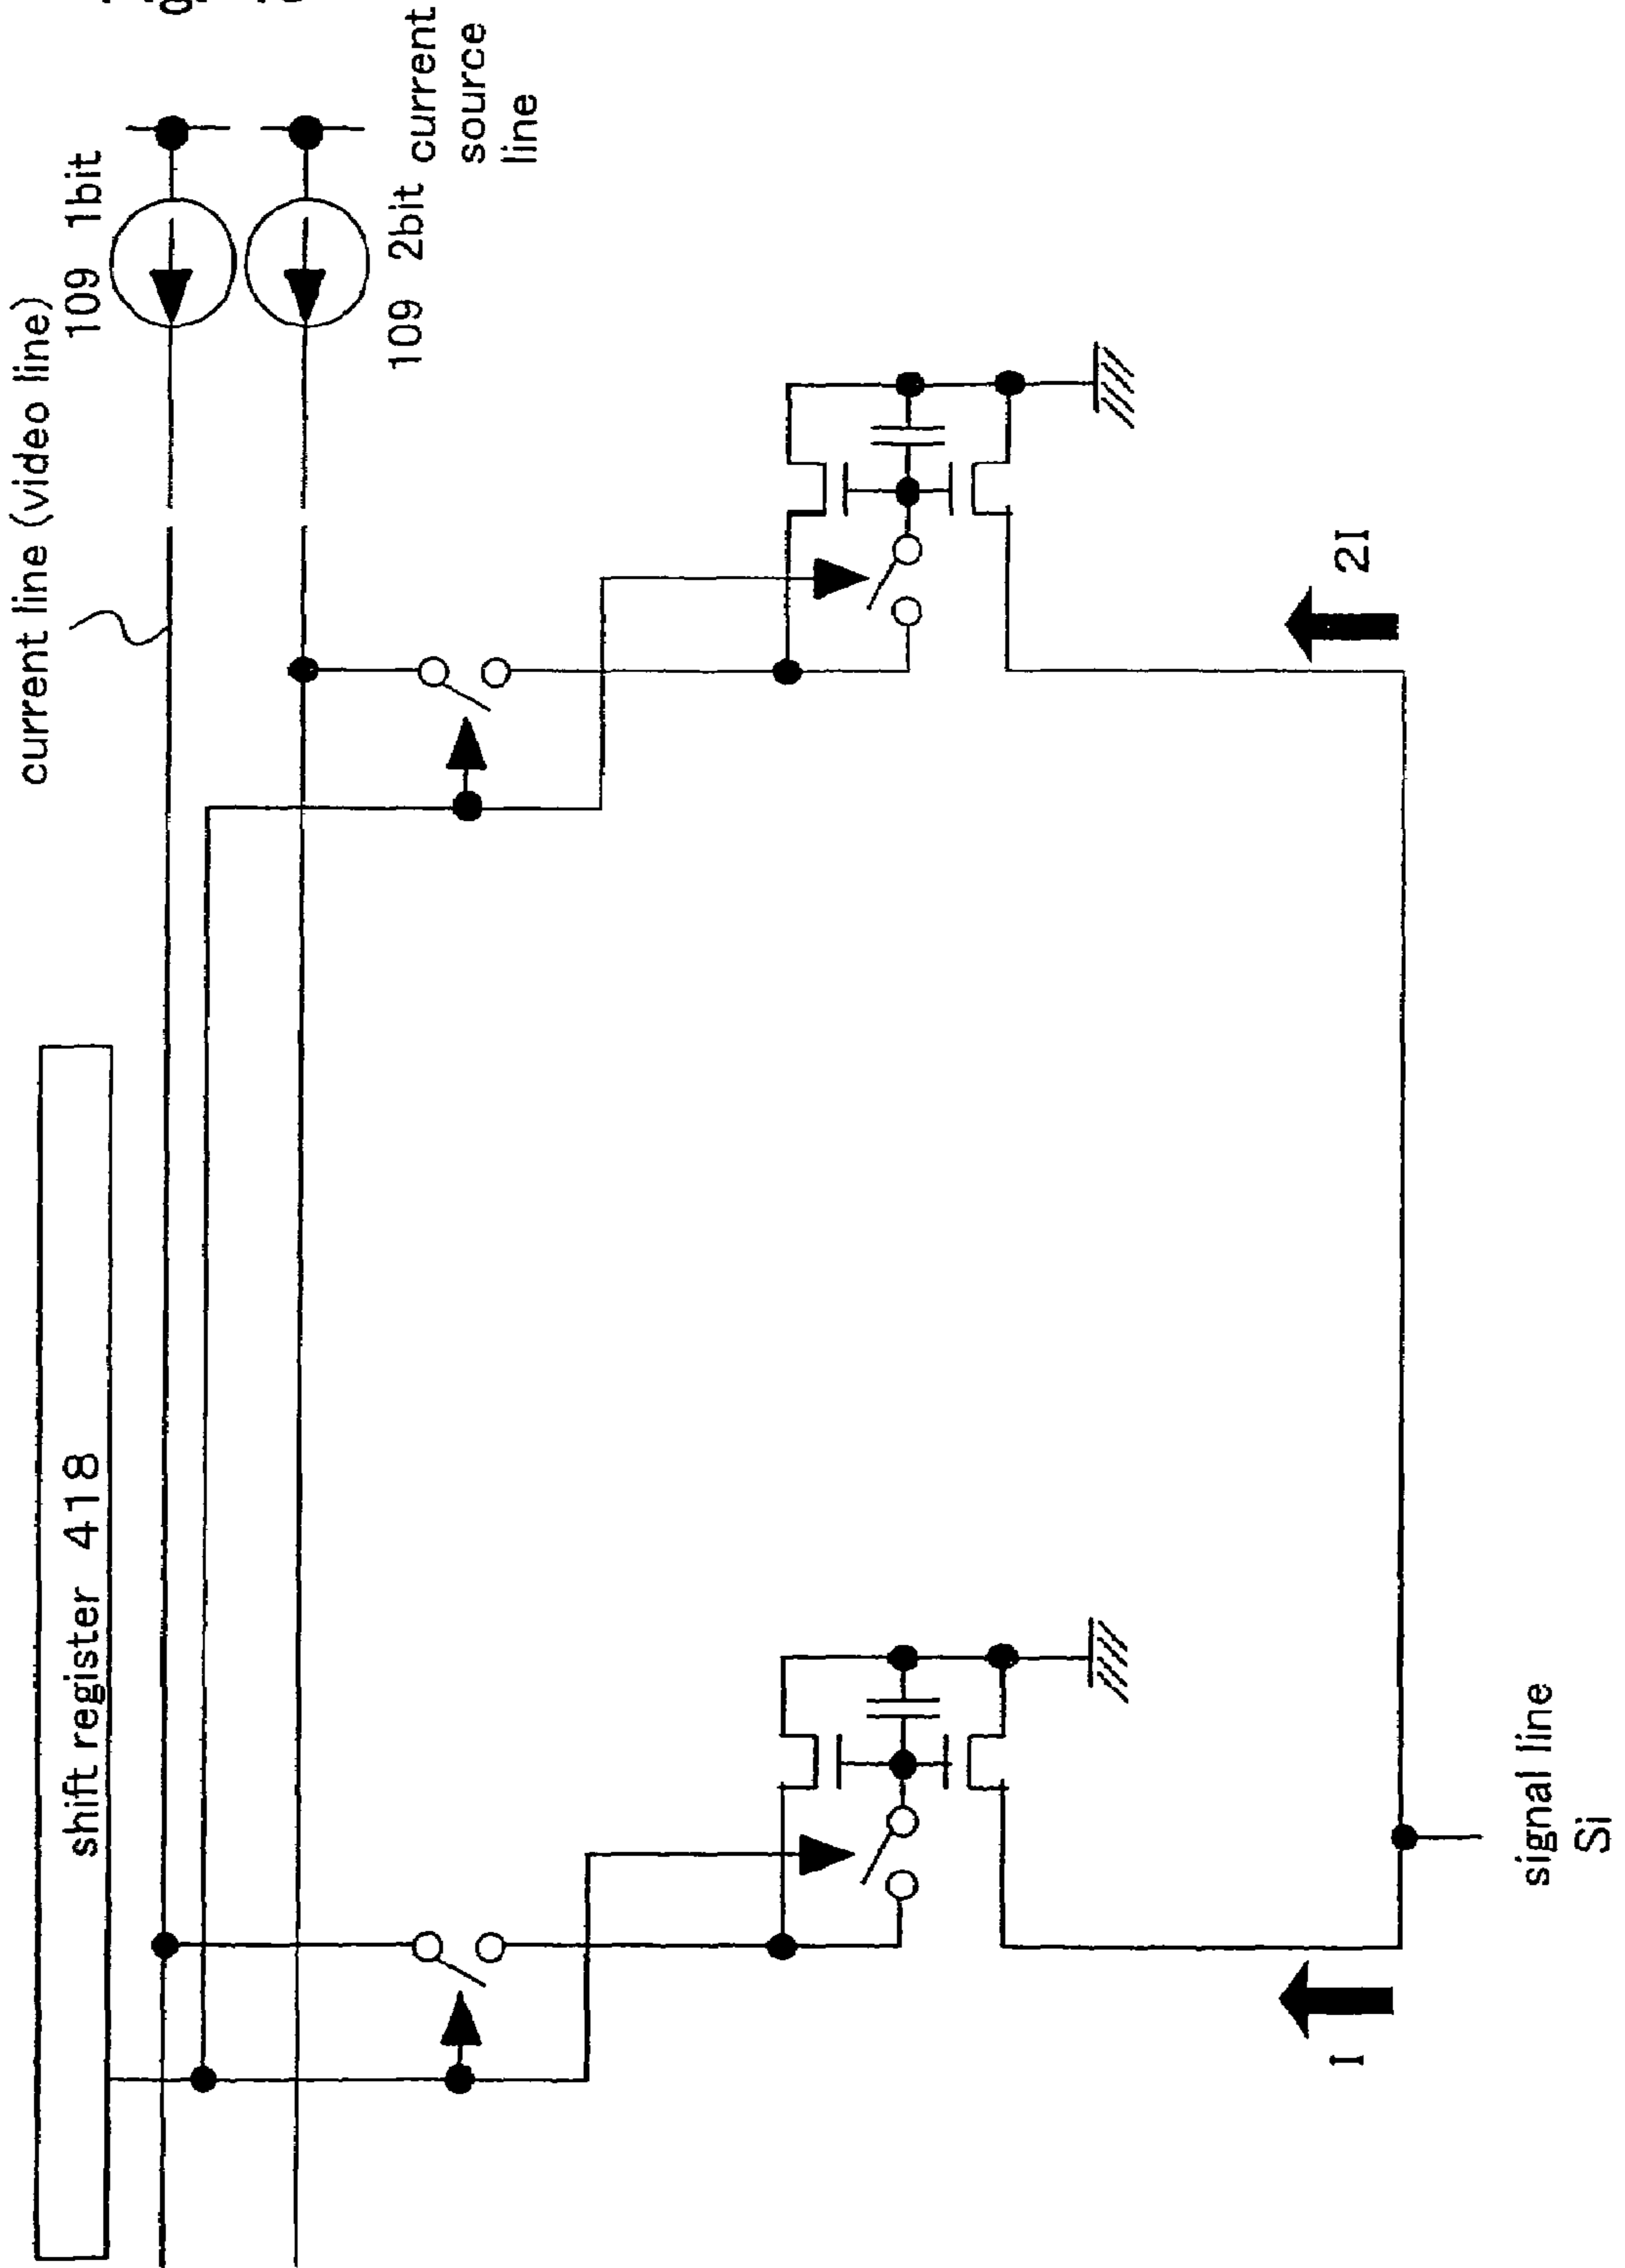 current line (video line)
109 1bit
109 2bit
current
source
line
shift register 418
I
2I
signal line
Si